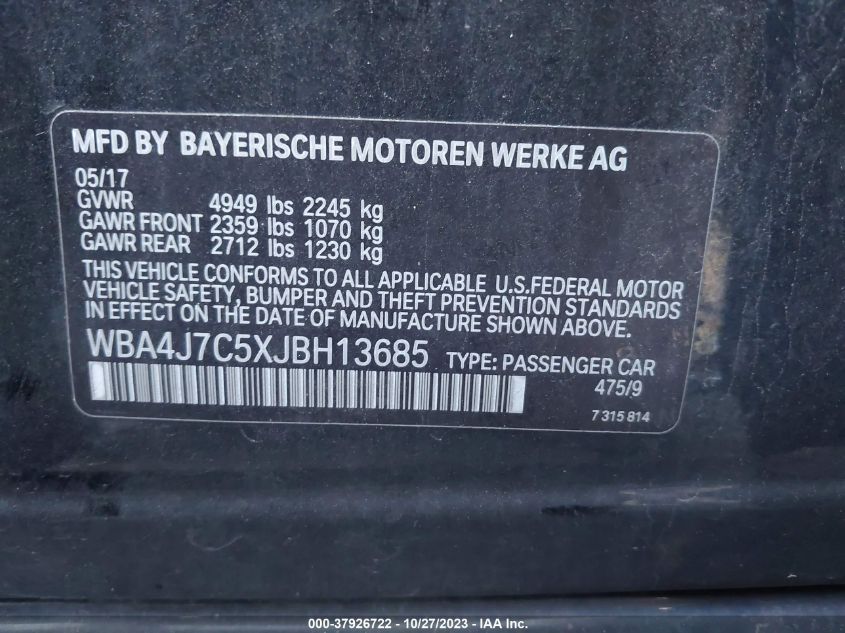 MFD BY BAYERISCHE MOTOREN WERKE AG
05/17
GVWR 4949 lbs 2245 kg
GAWR FRONT 2359 lbs 1070 kg
GAWR REAR 2712 lbs 1230 kg
THIS VEHICLE CONFORMS TO ALL APPLICABLE U.S.FEDERAL MOTOR
VEHICLE SAFETY, BUMPER AND THEFT PREVENTION STANDARDS
IN EFFECT ON THE DATE OF MANUFACTURE SHOWN ABOVE.
WBA4J7C5XJBH13685 TYPE: PASSENGER CAR
475/9
7 315 814
000-37926722 - 10/27/2023 - IAA Inc.